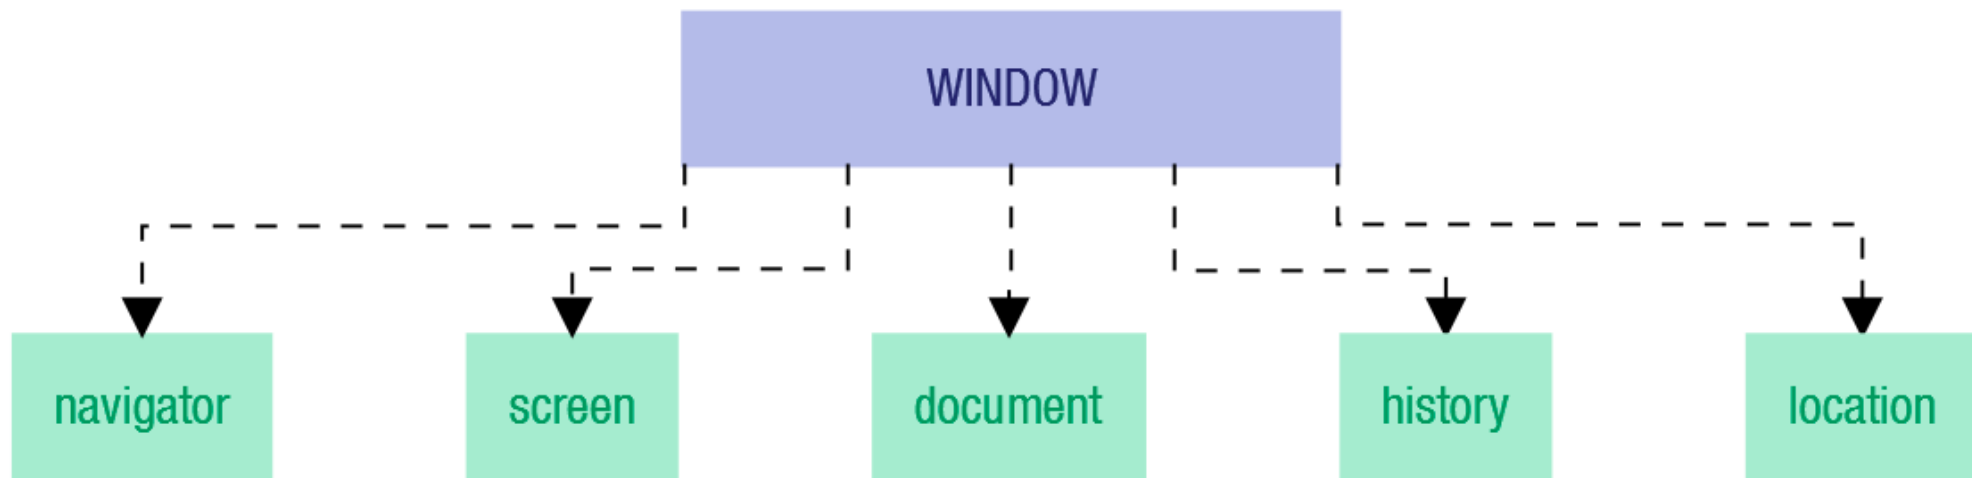 WINDOW
navigator
screen
document
history
location